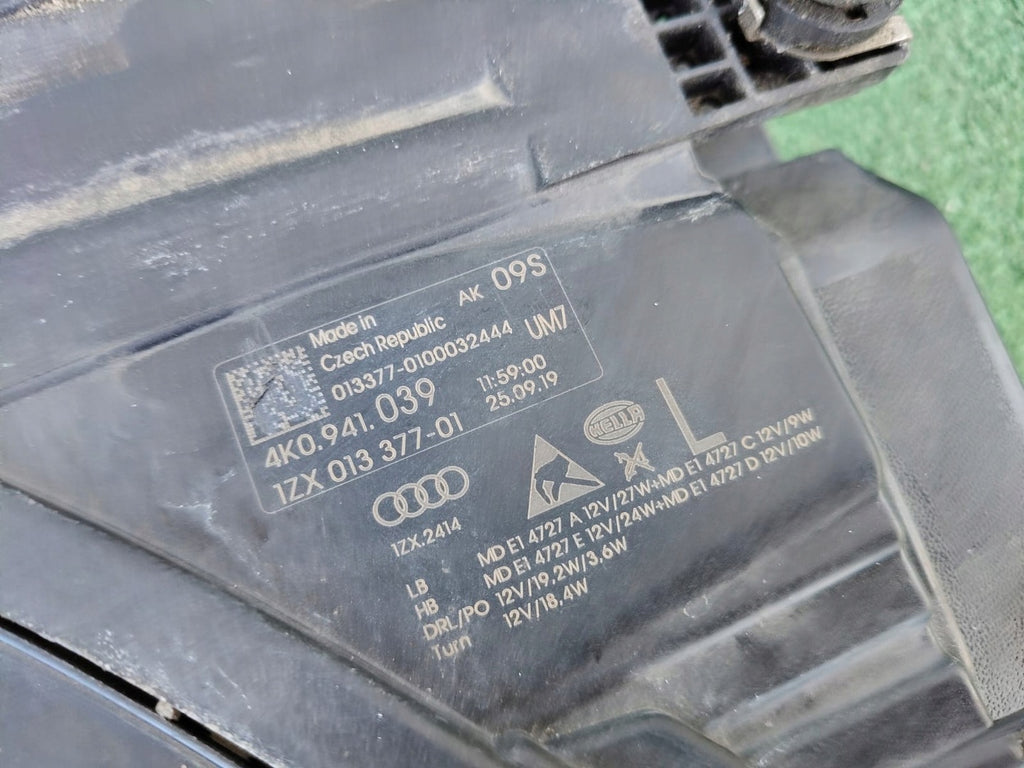 Made in
Czech Republic
AK 09S
013377-0100032444 UM7
4K0.941.039
11:59:00
1ZX 013 377-01
25.09.19
HELLA
L
1ZX.2414
LB MD E1 4727 A 12V/27W+MD E1 4727 C 12V/9W
HB MD E1 4727 E 12V/24W+MD E1 4727 D 12V/10W
DRL/PO 12V/19,2W/3,6W
Turn 12V/18,4W